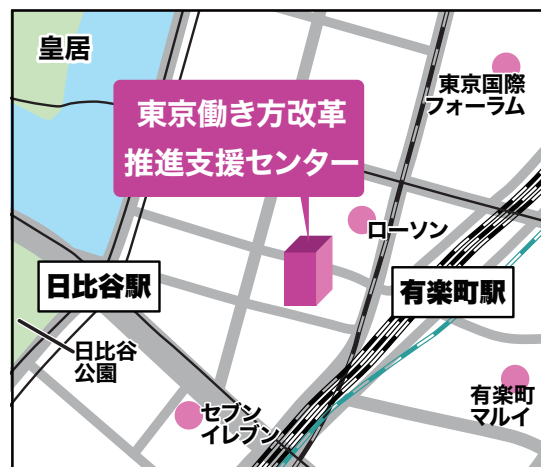 皇居
東京国際
フォーラム
東京働き方改革
推進支援センター
ローソン
日比谷駅
有楽町駅
日比谷
公園
有楽町
マルイ
セブン
イレブン